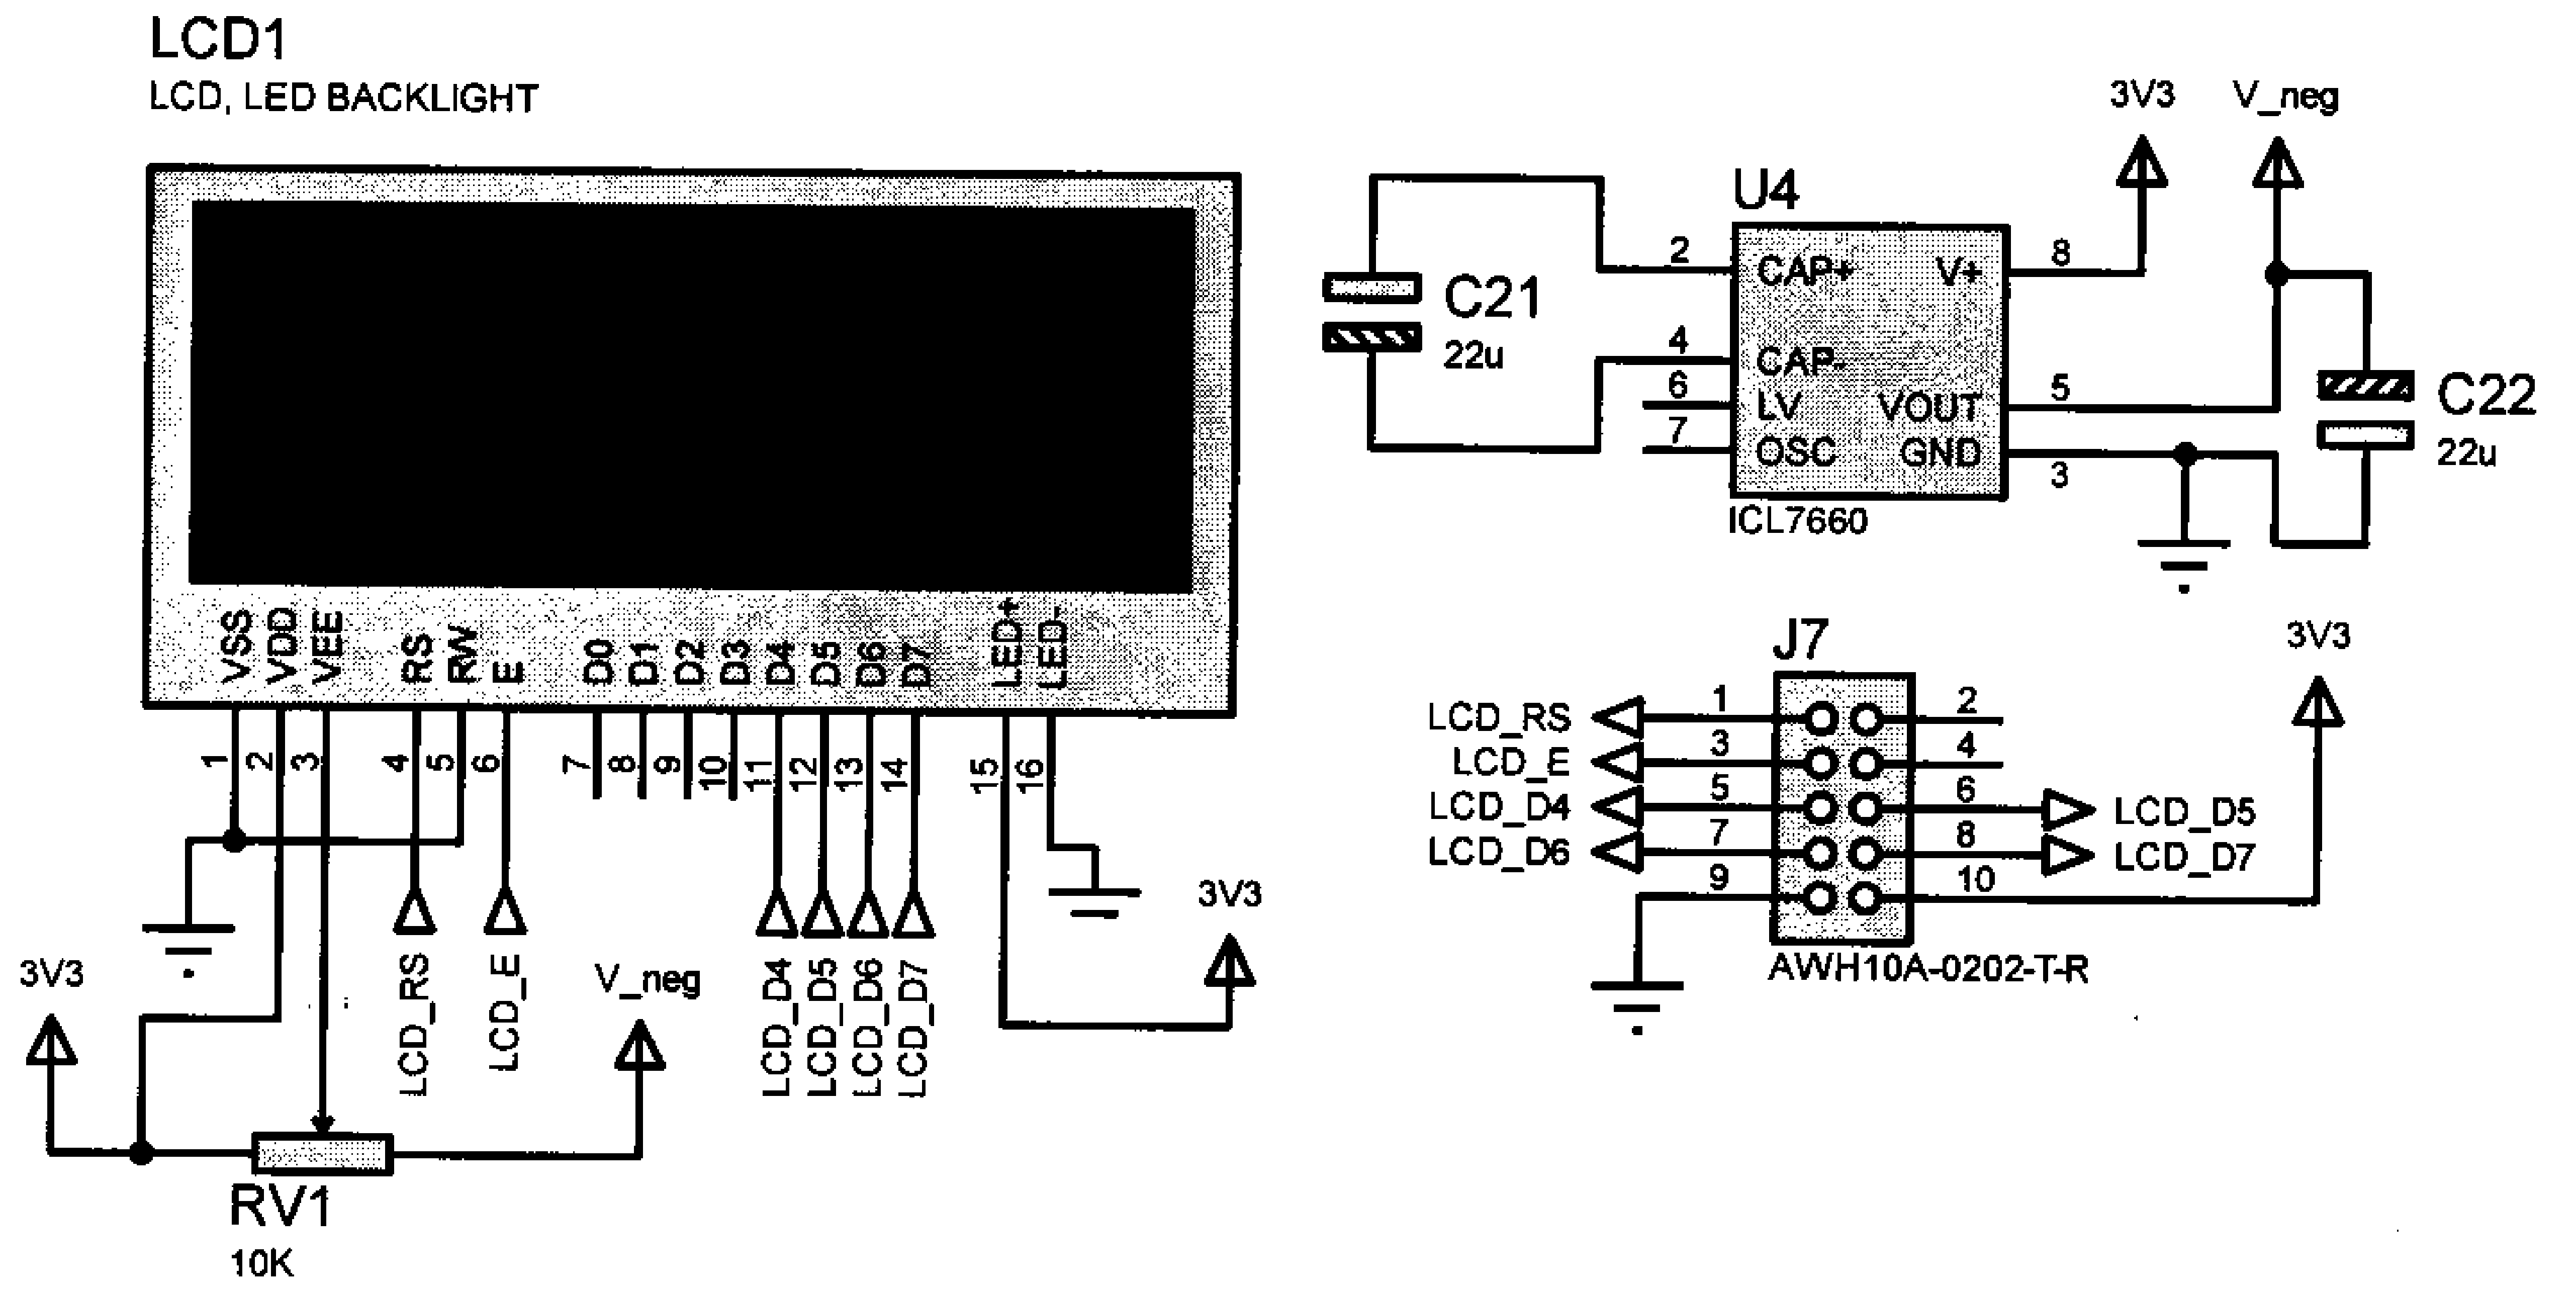 LCD1
LCD, LED BACKLIGHT
VSS
VDD
VEE
RS
RW
E
D0
D1
D2
D3
D4
D5
D6
D7
LED+
LED-
1
2
3
4
5
6
7
8
9
10
11
12
13
14
15
16
3V3
LCD_RS
LCD_E
V_neg
LCD_D4
LCD_D5
LCD_D6
LCD_D7
3V3
RV1
10K
3V3 V_neg
U4
2 CAP+ V+ 8
C21
22u
4 CAP-
6 LV VOUT 5
7 OSC GND 3
ICL7660
C22
22u
J7
3V3
LCD_RS 1 2
LCD_E 3 4
LCD_D4 5 6 LCD_D5
LCD_D6 7 8 LCD_D7
9 10
AWH10A-0202-T-R